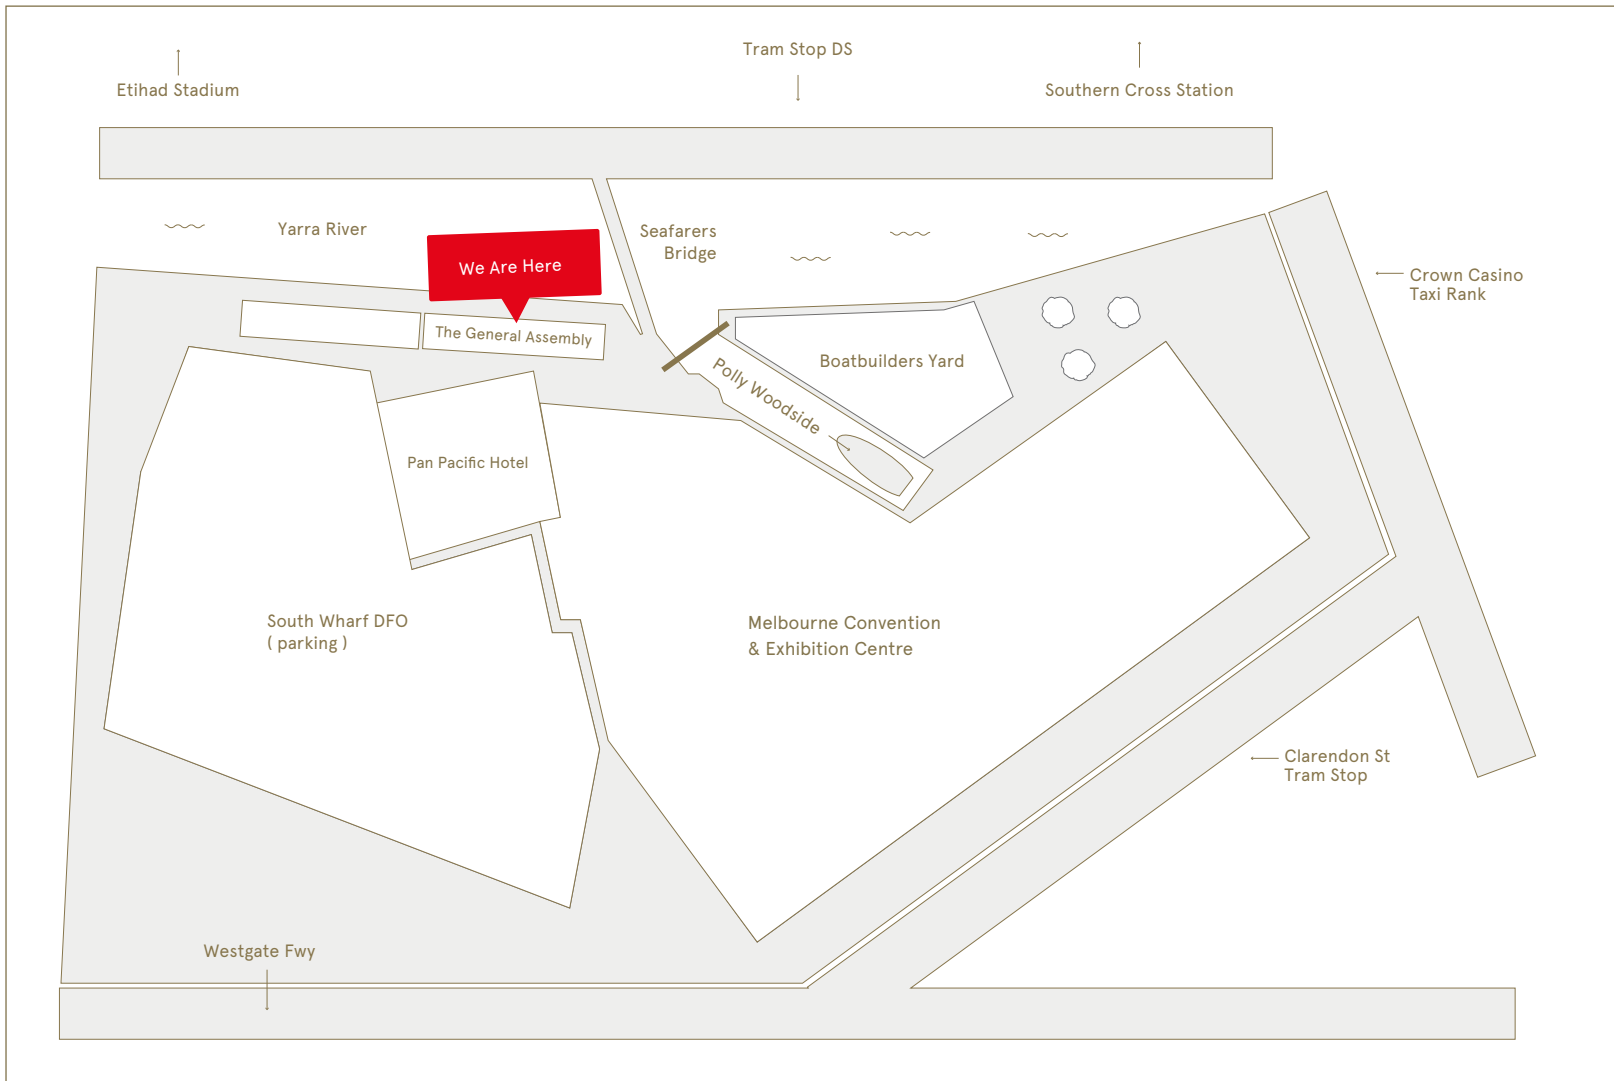 Tram Stop DS
Etihad Stadium
Southern Cross Station
Yarra River
Seafarers
Bridge
We Are Here
Crown Casino
Taxi Rank
The General Assembly
Boatbuilders Yard
Polly Woodside
Pan Pacific Hotel
South Wharf DFO
( parking )
Melbourne Convention
& Exhibition Centre
Clarendon St
Tram Stop
Westgate Fwy